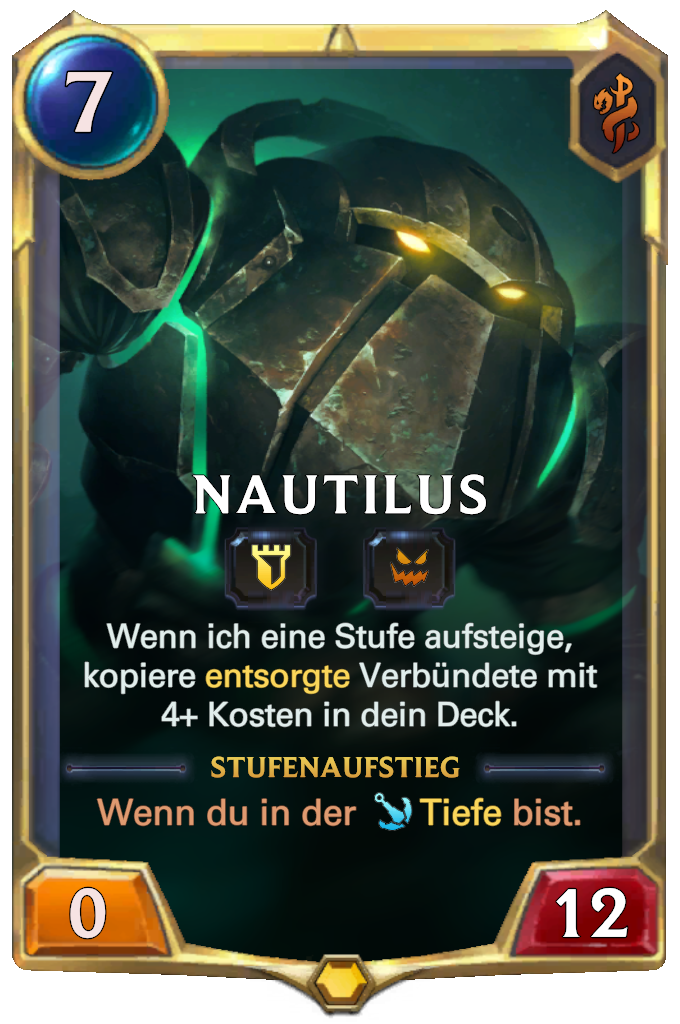 7
NAUTILUS
Wenn ich eine Stufe aufsteige,
kopiere entsorgte Verbündete mit
4+ Kosten in dein Deck.
STUFENAUFSTIEG
Wenn du in der Tiefe bist.
0
12